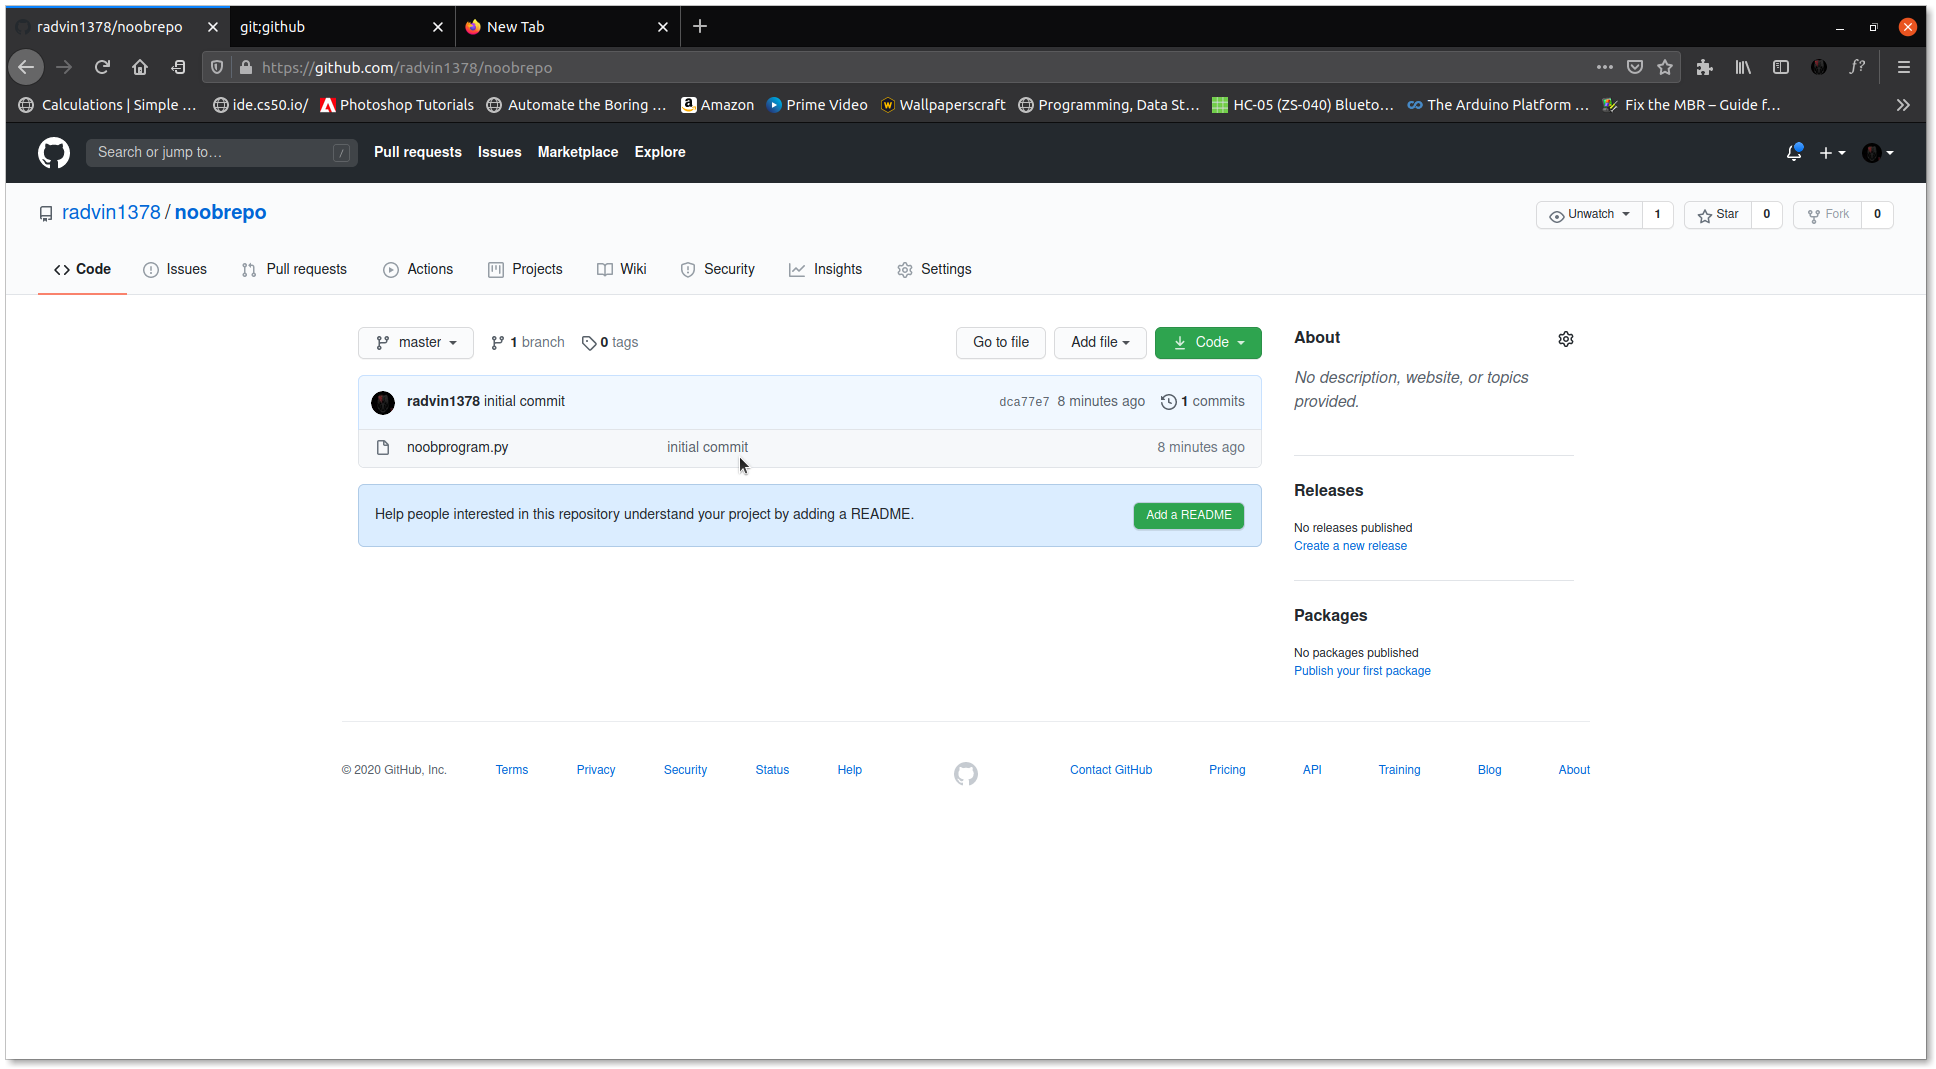 radvin1378/noobrepo
git;github
New Tab
https://github.com/radvin1378/noobrepo
f?
Calculations | Simple …
ide.cs50.io/
Photoshop Tutorials
Automate the Boring …
Amazon
Prime Video
Wallpaperscraft
Programming, Data St…
HC-05 (ZS-040) Blueto…
The Arduino Platform …
Fix the MBR – Guide f…
Search or jump to…
/
Pull requests
Issues
Marketplace
Explore
radvin1378 / noobrepo
Unwatch 1
Star 0
Fork 0
Code
Issues
Pull requests
Actions
Projects
Wiki
Security
Insights
Settings
master
1 branch
0 tags
Go to file
Add file
Code
radvin1378 initial commit
dca77e7 8 minutes ago
1 commits
noobprogram.py
initial commit
8 minutes ago
Help people interested in this repository understand your project by adding a README.
Add a README
About
No description, website, or topics
provided.
Releases
No releases published
Create a new release
Packages
No packages published
Publish your first package
© 2020 GitHub, Inc.
Terms
Privacy
Security
Status
Help
Contact GitHub
Pricing
API
Training
Blog
About